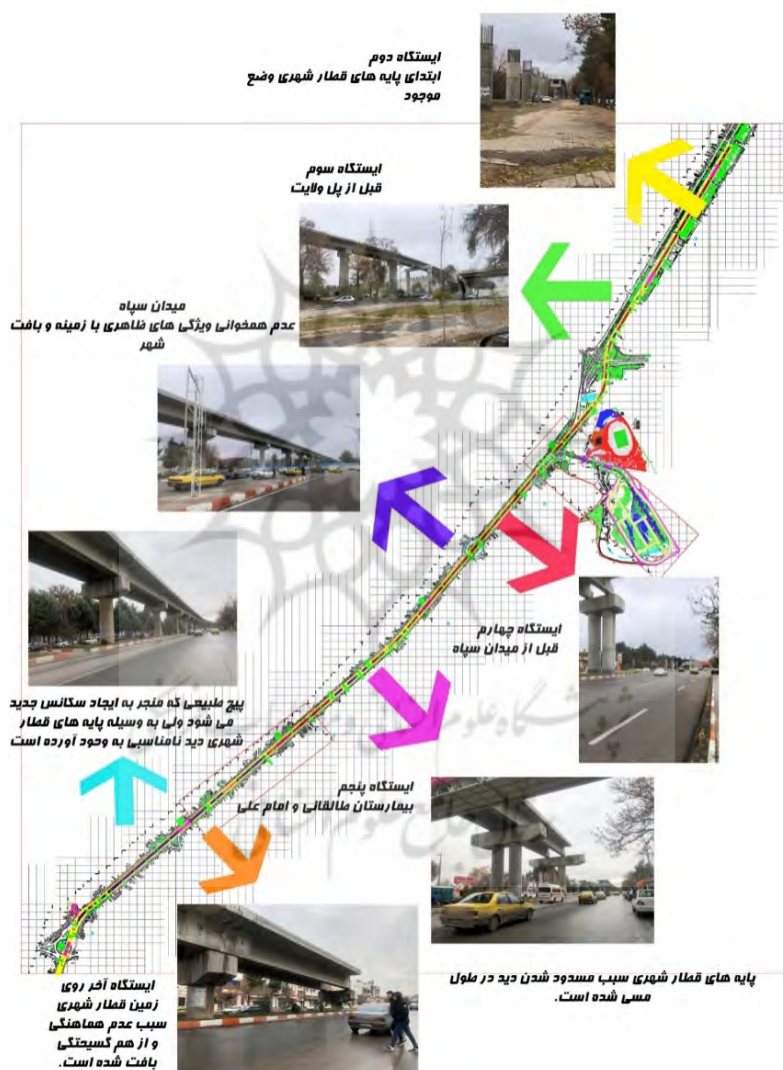 ایستگاه دوم
ابتدای پایه های قطار شهری وضع
موجود
ایستگاه سوم
قبل از پل ولایت
میدان سپاه
عدم همخوانی ویژگی های ظاهری با زمینه و بافت
شهر
ایستگاه چهارم
قبل از میدان سپاه
پیچ طبیعی که منجر به ایجاد سکانس جدید
می شود ولی به وسیله پایه های قطار
شهری دید نامناسبی به وجود آورده است
ایستگاه پنجم
بیمارستان طالقانی و امام علی
پایه های قطار شهری سبب مسدود شدن دید در طول
مسی شده است.
ایستگاه آخر روی
زمین قطار شهری
سبب عدم هماهنگی
و از هم گسیختگی
بافت شده است.